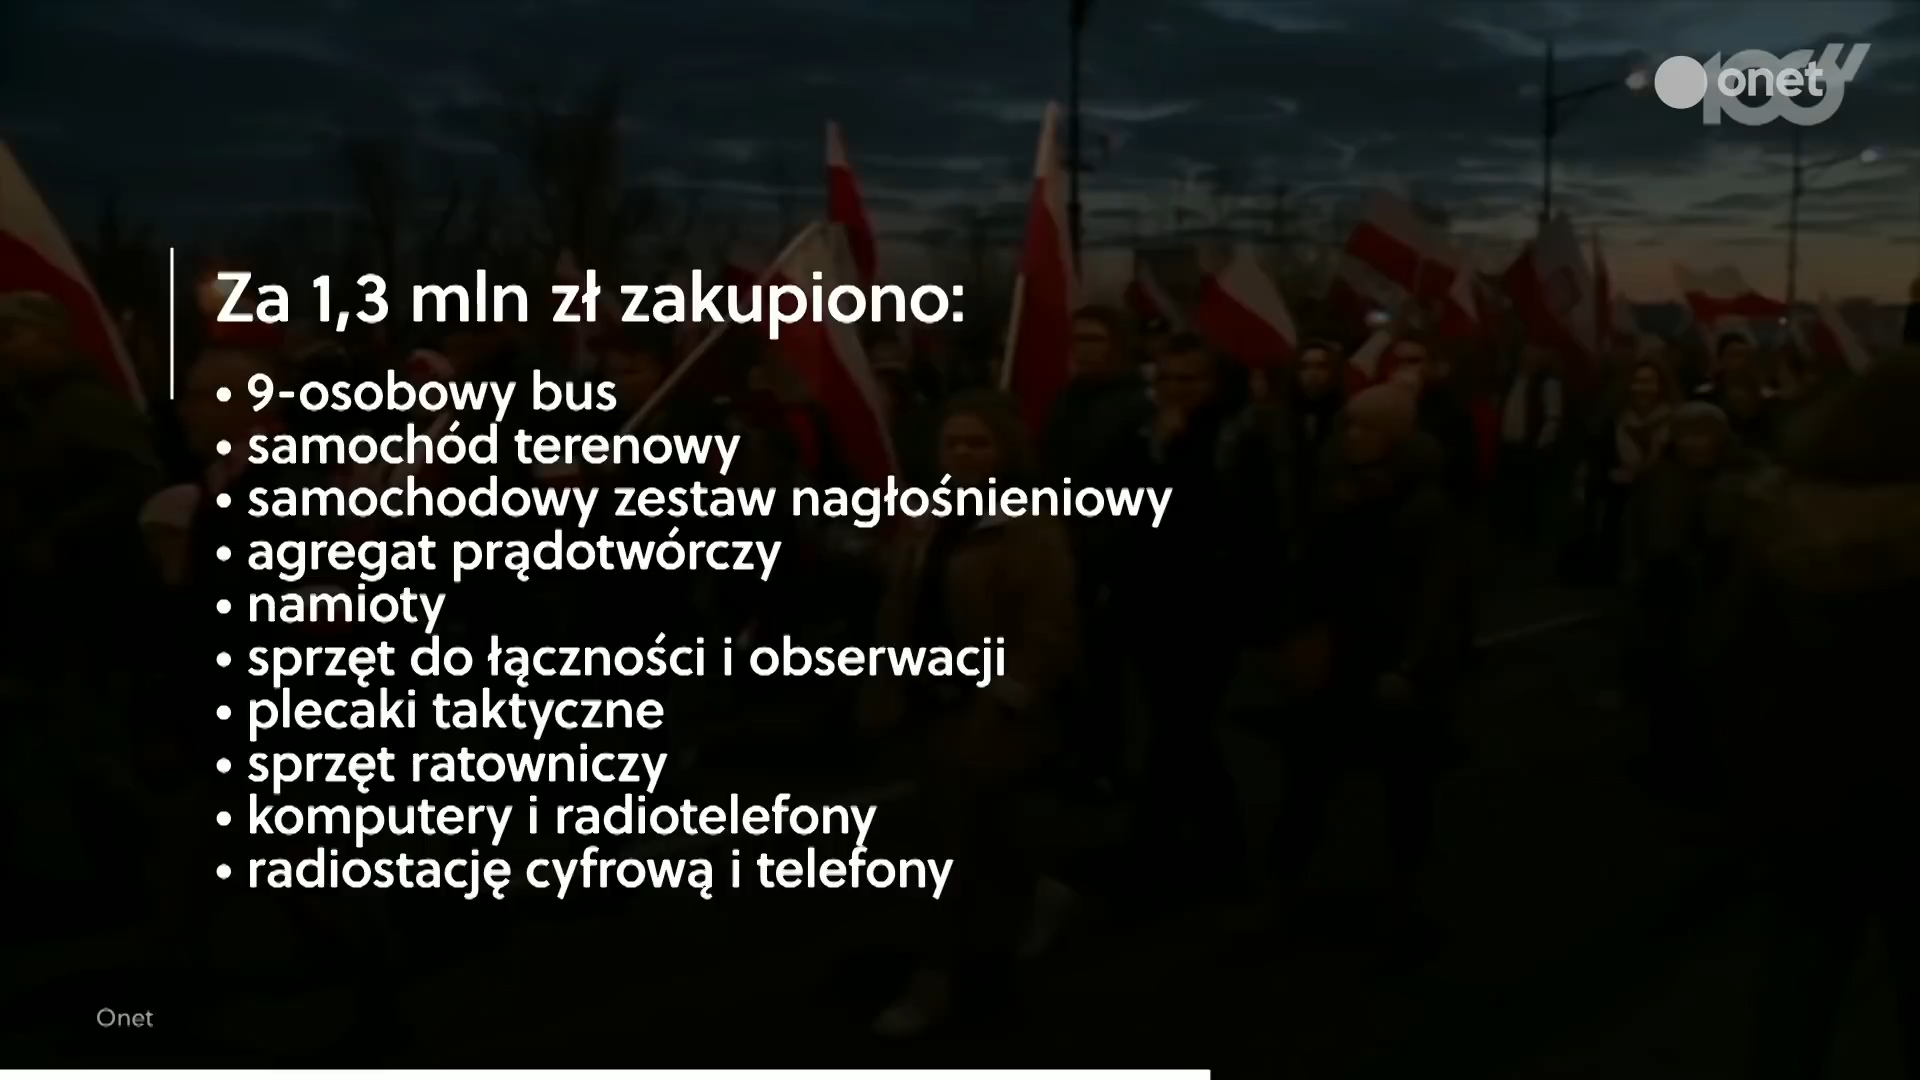 onet
Za 1,3 mln zł zakupiono:
• 9-osobowy bus
• samochód terenowy
• samochodowy zestaw nagłośnieniowy
• agregat prądotwórczy
• namioty
• sprzęt do łączności i obserwacji
• plecaki taktyczne
• sprzęt ratowniczy
• komputery i radiotelefony
• radiostację cyfrową i telefony
Onet